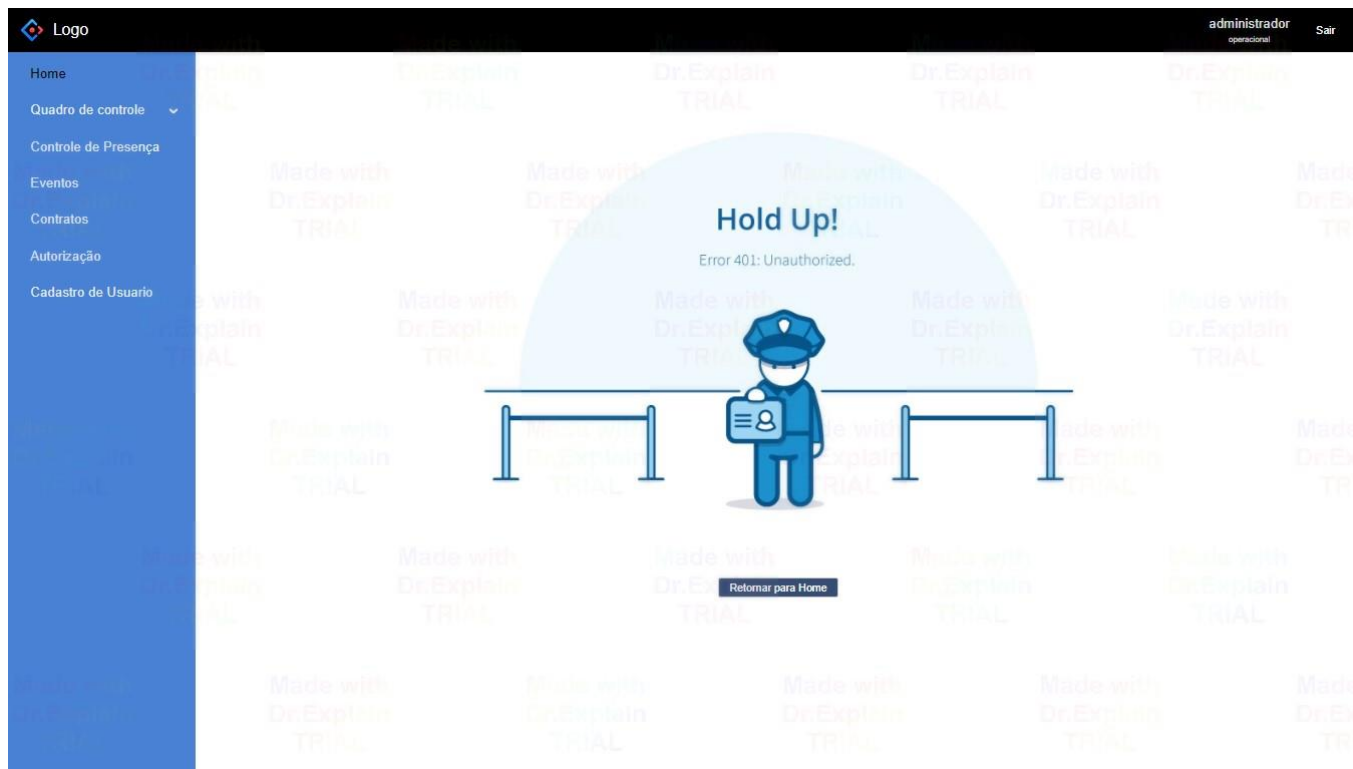 Logo
administrador
operacional
Sair
Home
Quadro de controle
Controle de Presença
Eventos
Contratos
Autorização
Cadastro de Usuario
Hold Up!
Error 401: Unauthorized.
Retornar para Home
Made with
Dr.Explain
TRIAL